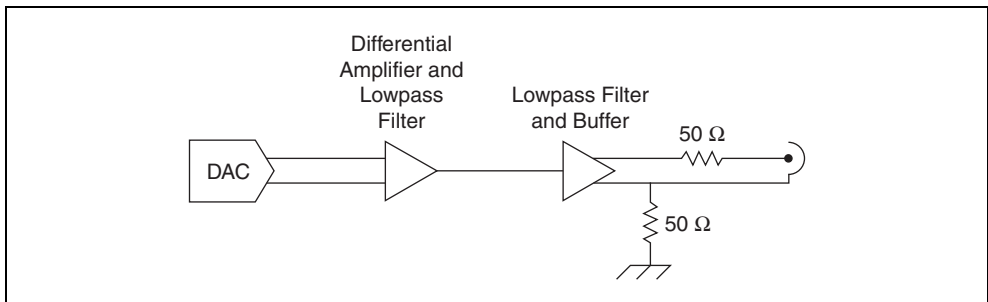 Differential
Amplifier and
Lowpass
Filter
Lowpass Filter
and Buffer
50 Ω
DAC
50 Ω